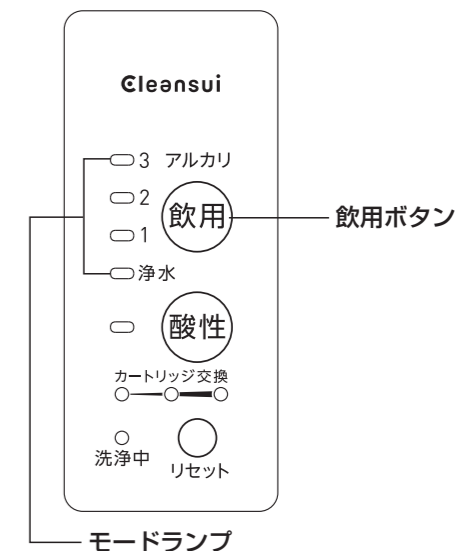 Cleansui
3 アルカリ
2
飲用
飲用ボタン
1
浄水
酸性
カートリッジ交換
洗浄中
リセット
モードランプ